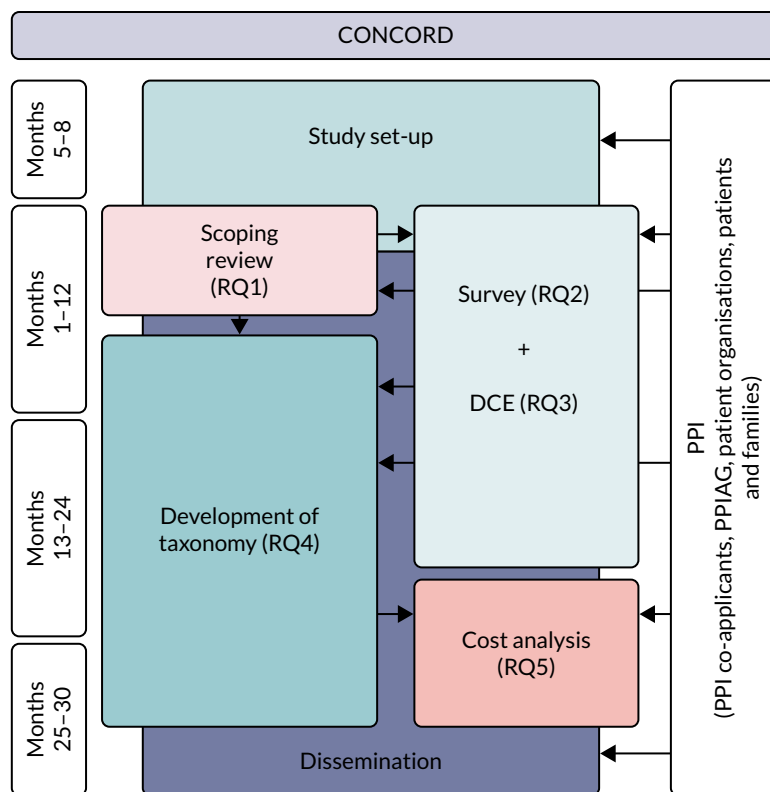 CONCORD
Months
5–8
Study set-up
Months
1–12
Scoping
review
(RQ1)
Survey (RQ2)
+
DCE (RQ3)
Months
13–24
Development of
taxonomy (RQ4)
Cost analysis
(RQ5)
Months
25–30
Dissemination
PPI
(PPI co-applicants, PPIAG, patient organisations, patients
and families)